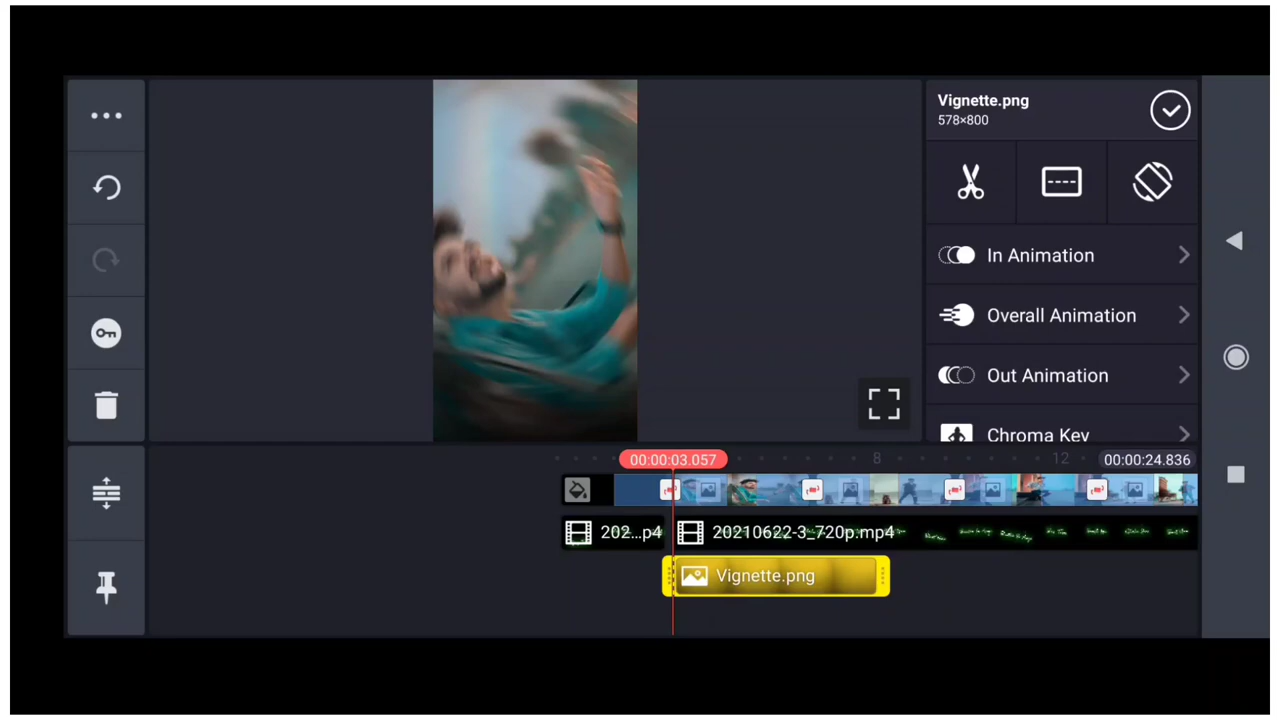 Vignette.png
578×800
In Animation
Overall Animation
Out Animation
Chroma Key
00:00:03.057
8
12
00:00:24.836
202...p4
20210622-3_720p.mp4
Vignette.png